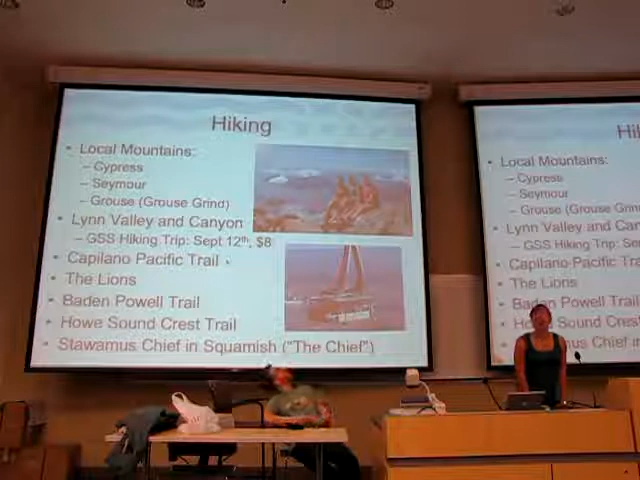 Hiking
• Local Mountains:
– Cypress
– Seymour
– Grouse (Grouse Grind)
• Lynn Valley and Canyon
– GSS Hiking Trip: Sept 12th, $8
• Capilano Pacific Trail
• The Lions
• Baden Powell Trail
• Howe Sound Crest Trail
• Stawamus Chief in Squamish ("The Chief")
Hi
• Local Mountains:
– Cypress
– Seymour
– Grouse (Grouse Grin
• Lynn Valley and Can
– GSS Hiking Trip: Se
• Capilano Pacific Tra
• The Lions
• Baden Powell Trail
• Howe Sound Crest T
mus Chief in